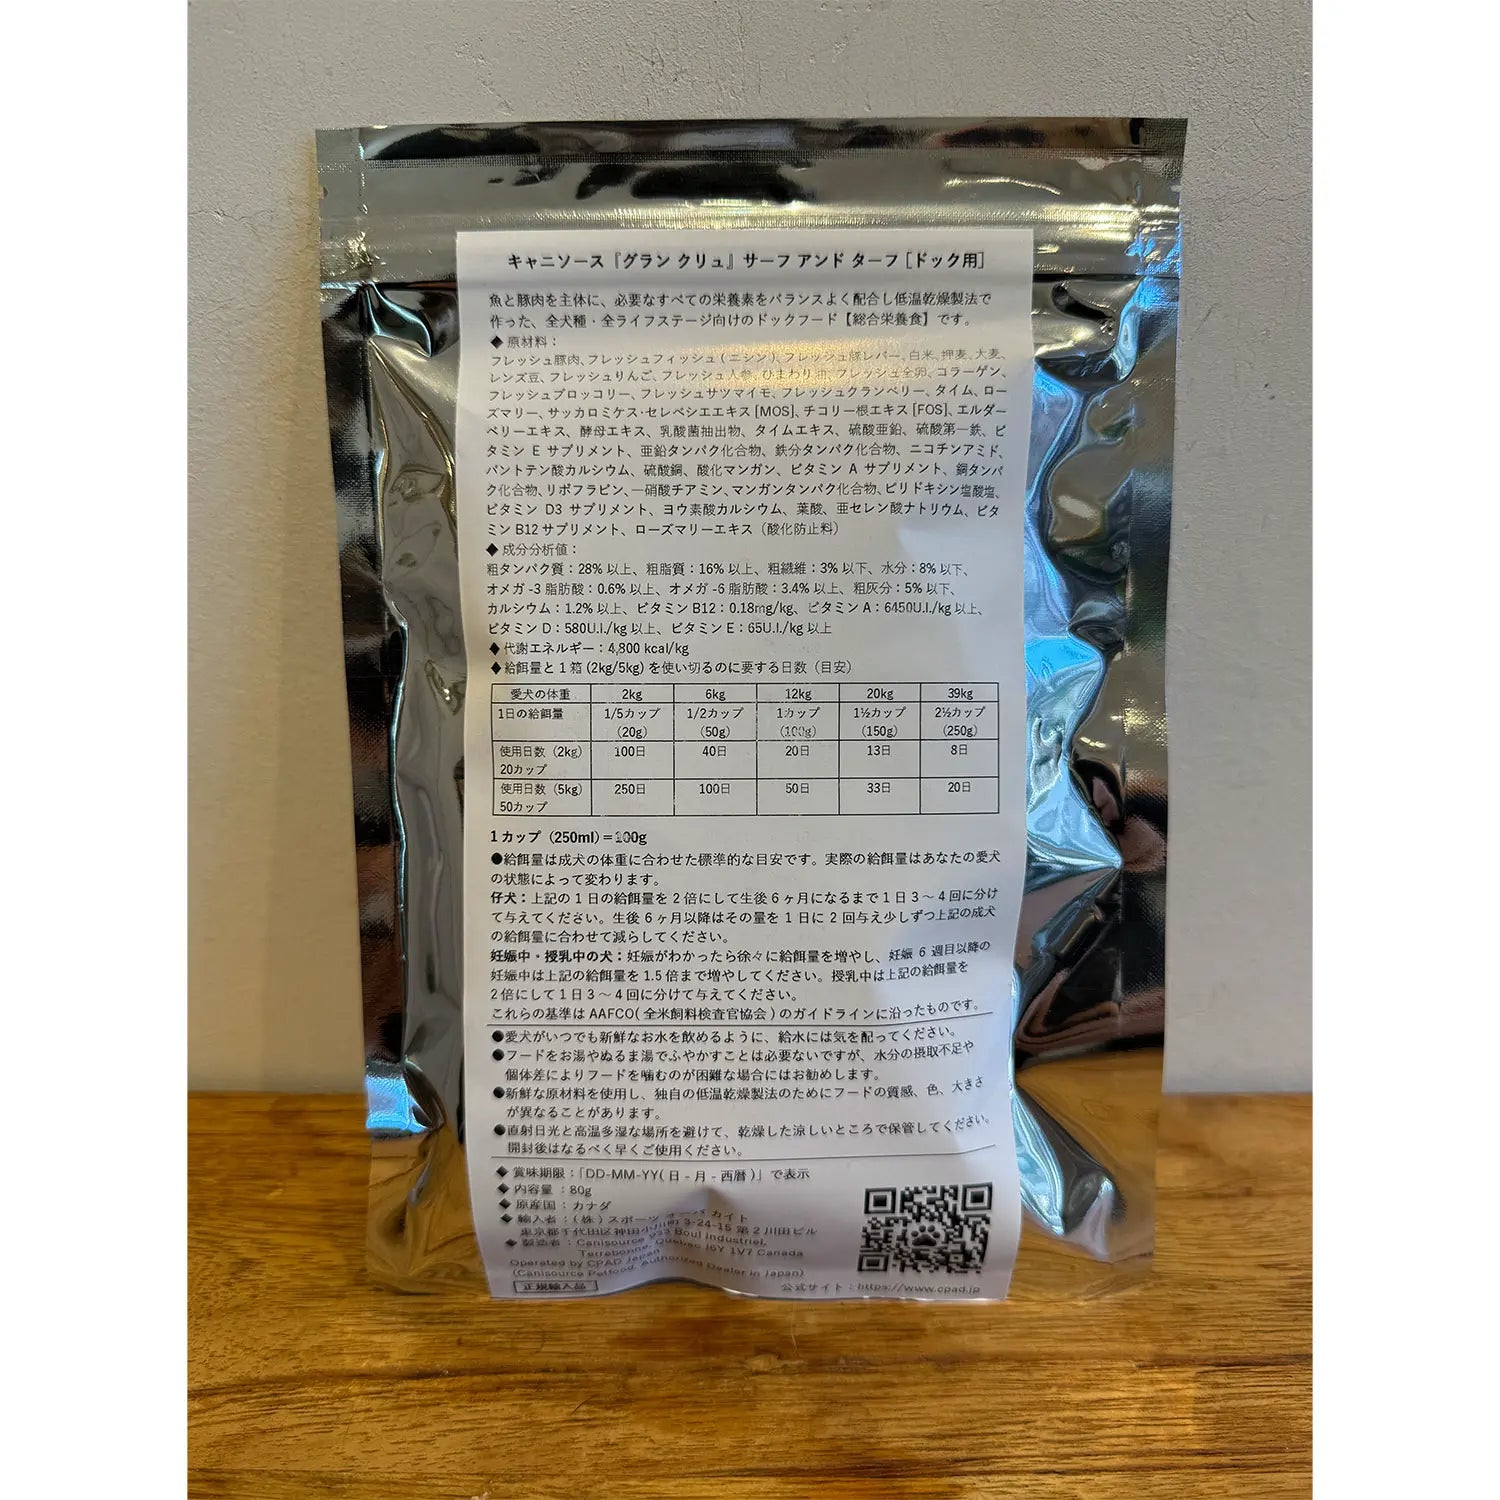 キャニソース『グラン クリュ』サーフ アンド ターフ［ドック用］
魚と豚肉を主体に、必要なすべての栄養素をバランスよく配合し低温乾燥製法で
作った、全犬種・全ライフステージ向けのドックフード【総合栄養食】です。
◆ 原材料：
フレッシュ豚肉、フレッシュフィッシュ(ニシン)、フレッシュ豚レバー、白米、押麦、大麦、
レンズ豆、フレッシュりんご、フレッシュ人参、ひまわり油、フレッシュ全卵、コラーゲン、
フレッシュブロッコリー、フレッシュサツマイモ、フレッシュクランベリー、タイム、ロー
ズマリー、サッカロミケス・セレベシエエキス [MOS]、チコリー根エキス [FOS]、エルダー
ベリーエキス、酵母エキス、乳酸菌抽出物、タイムエキス、硫酸亜鉛、硫酸第一鉄、ビ
タミン E サプリメント、亜鉛タンパク化合物、鉄分タンパク化合物、ニコチンアミド、
パントテン酸カルシウム、硫酸銅、酸化マンガン、ビタミン A サプリメント、銅タンパ
ク化合物、リボフラビン、一硝酸チアミン、マンガンタンパク化合物、ピリドキシン塩酸塩、
ビタミン D3 サプリメント、ヨウ素酸カルシウム、葉酸、亜セレン酸ナトリウム、ビタ
ミン B12 サプリメント、ローズマリーエキス（酸化防止料）
◆ 成分分析値：
粗タンパク質：28% 以上、粗脂質：16% 以上、粗繊維：3% 以下、水分：8% 以下、
オメガ -3 脂肪酸：0.6% 以上、オメガ -6 脂肪酸：3.4% 以上、粗灰分：5% 以下、
カルシウム：1.2% 以上、ビタミン B12：0.18mg/kg、ビタミン A：6450U.I./kg 以上、
ビタミン D：580U.I./kg 以上、ビタミン E：65U.I./kg 以上
◆ 代謝エネルギー：4,800 kcal/kg
◆ 給餌量と 1 箱 (2kg/5kg) を使い切るのに要する日数（目安）
愛犬の体重 2kg 6kg 12kg 20kg 39kg
1日の給餌量 1/5カップ 1/2カップ 1カップ 1½カップ 2½カップ
（20g） （50g） （100g） （150g） （250g）
使用日数（2kg） 100日 40日 20日 13日 8日
20カップ
使用日数（5kg） 250日 100日 50日 33日 20日
50カップ
1 カップ（250ml）＝100g
●給餌量は成犬の体重に合わせた標準的な目安です。実際の給餌量はあなたの愛犬
の状態によって変わります。
仔犬：上記の 1 日の給餌量を 2 倍にして生後 6 ヶ月になるまで 1 日 3 〜 4 回に分け
て与えてください。生後 6 ヶ月以降はその量を 1 日に 2 回与え少しずつ上記の成犬
の給餌量に合わせて減らしてください。
妊娠中・授乳中の犬：妊娠がわかったら徐々に給餌量を増やし、妊娠 6 週目以降の
妊娠中は上記の給餌量を 1.5 倍まで増やしてください。授乳中は上記の給餌量を
2 倍にして 1 日 3 〜 4 回に分けて与えてください。
これらの基準は AAFCO( 全米飼料検査官協会 ) のガイドラインに沿ったものです。
●愛犬がいつでも新鮮なお水を飲めるように、給水には気を配ってください。
●フードをお湯やぬるま湯でふやかすことは必要ないですが、水分の摂取不足や
個体差によりフードを噛むのが困難な場合にはお勧めします。
●新鮮な原材料を使用し、独自の低温乾燥製法のためにフードの質感、色、大きさ
が異なることがあります。
●直射日光と高温多湿な場所を避けて、乾燥した涼しいところで保管してください。
開封後はなるべく早くご使用ください。
◆ 賞味期限：「DD-MM-YY( 日 - 月 - 西暦 )」で表示
◆ 内容量：80g
◆ 原産国：カナダ
◆ 輸入者：（株）スポーツ カイト
東京都千代田区神田小川町 3-24-15 第 2 川田ビル
◆ 製造者：Canisource 933 Boul Industriel,
Terrebonne, Quebec J6Y 1V7 Canada
Operated by CPAD Japan
(Canisource Petfood, Authorized Dealer in Japan)
正規輸入品
公式サイト：https://www.cpad.jp